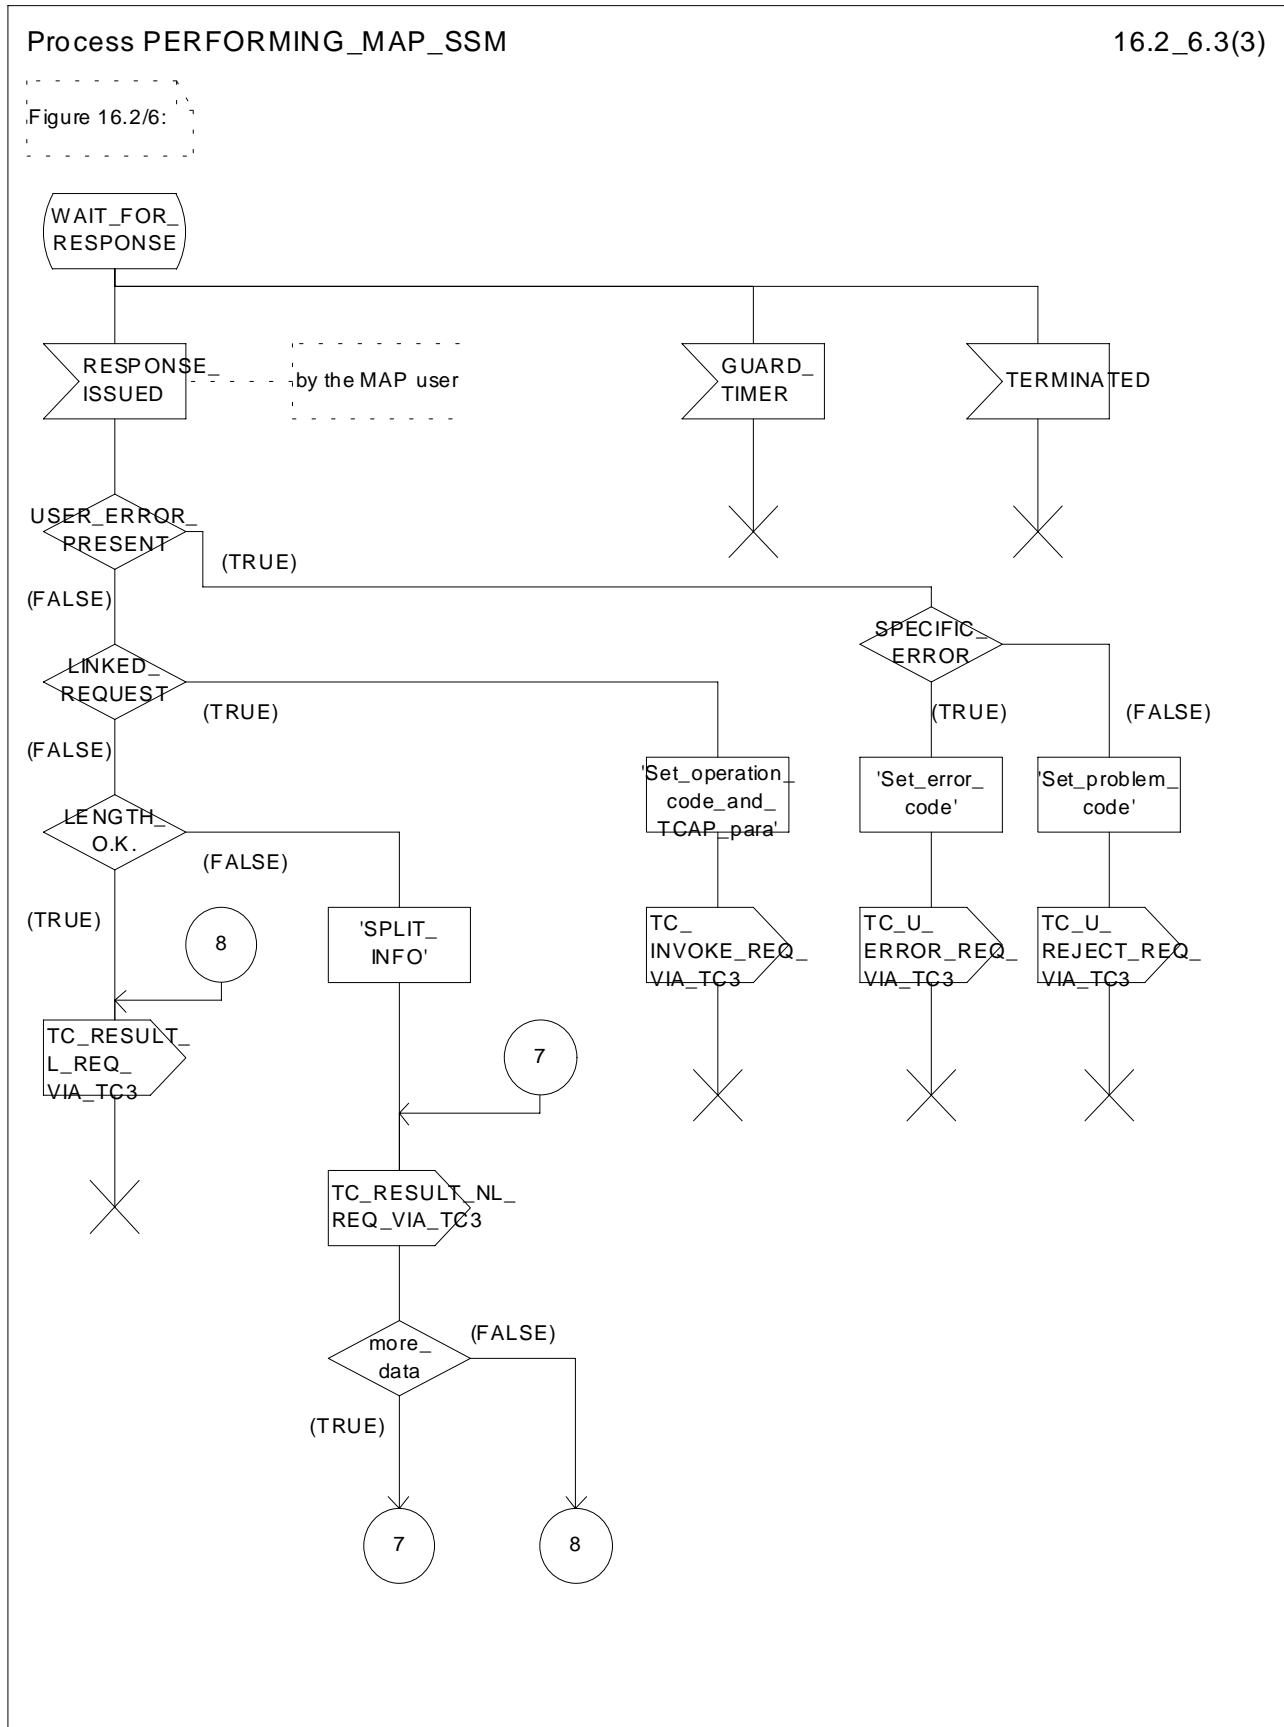 Process PERFORMING_MAP_SSM
16.2_6.3(3)
Figure 16.2/6:
WAIT_FOR_
RESPONSE
RESPONSE_
ISSUED
by the MAP user
GUARD_
TIMER
TERMINATED
USER_ERROR_
PRESENT
(TRUE)
(FALSE)
SPECIFIC_
ERROR
LINKED_
REQUEST
(TRUE)
(TRUE)
(FALSE)
(FALSE)
'Set_operation_
code_and_
TCAP_para'
'Set_error_
code'
'Set_problem_
code'
LENGTH_
O.K.
(FALSE)
(TRUE)
8
'SPLIT_
INFO'
TC_
INVOKE_REQ_
VIA_TC3
TC_U_
ERROR_REQ_
VIA_TC3
TC_U_
REJECT_REQ_
VIA_TC3
TC_RESULT_
L_REQ_
VIA_TC3
7
TC_RESULT_NL_
REQ_VIA_TC3
more_
data
(FALSE)
(TRUE)
7
8